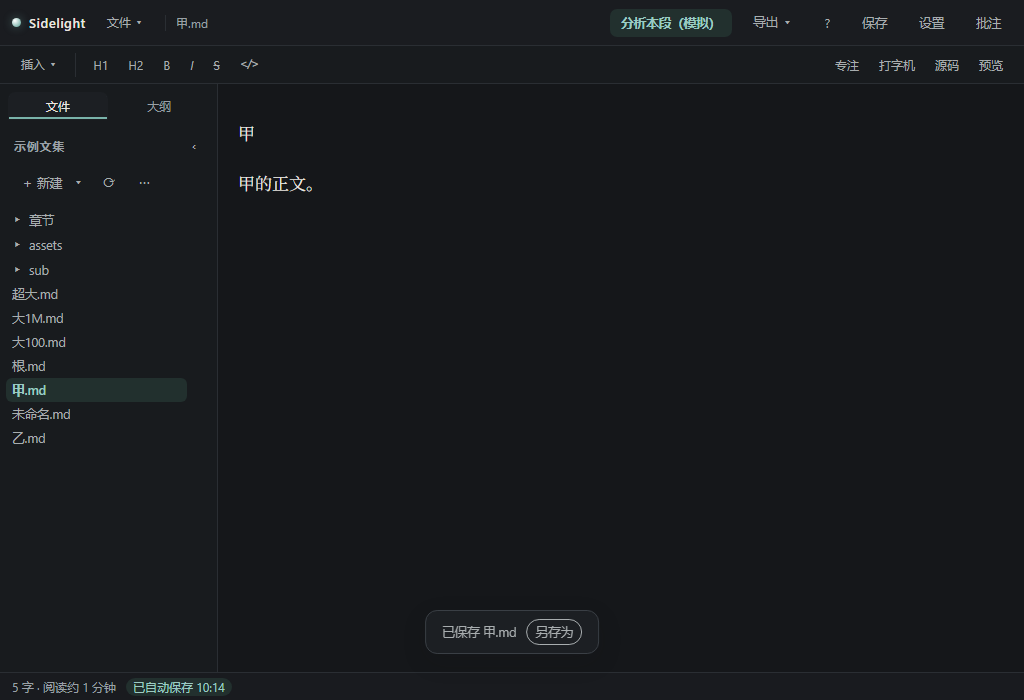 Sidelight 文件 甲.md 分析本段（模拟） 导出 ? 保存 设置 批注
插入 H1 H2 B I S </> 专注 打字机 源码 预览
文件 大纲
示例文集
+ 新建 ···
章节
assets
sub
超大.md
大1M.md
大100.md
根.md
甲.md
未命名.md
乙.md
甲
甲的正文。
已保存 甲.md 另存为
5 字 · 阅读约 1 分钟 已自动保存 10:14